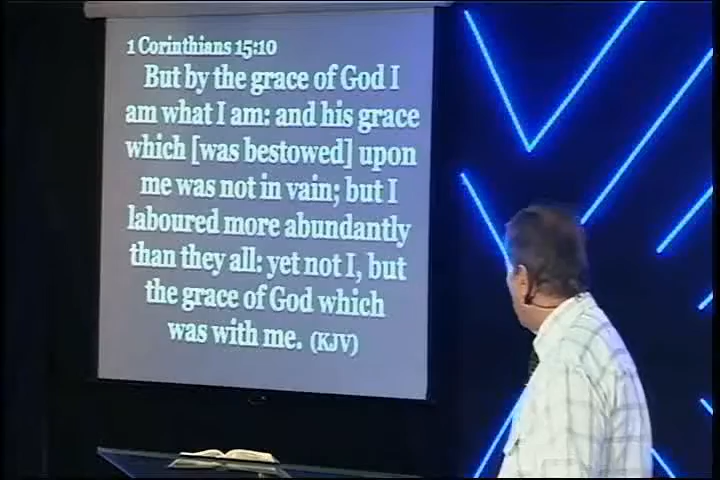 1 Corinthians 15:10
But by the grace of God I
am what I am: and his grace
which [was bestowed] upon
me was not in vain; but I
laboured more abundantly
than they all: yet not I, but
the grace of God which
was with me. (KJV)